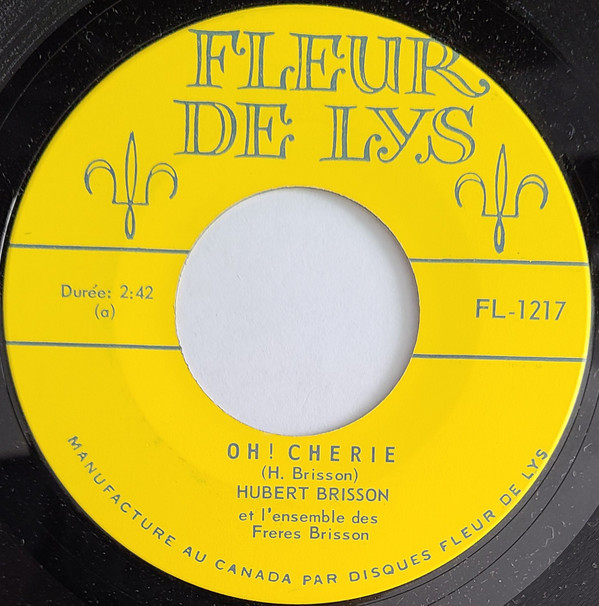 FLEUR
DE LYS
Durée: 2:42
(a)
FL-1217
OH! CHERIE
(H. Brisson)
HUBERT BRISSON
et l'ensemble des
Freres Brisson
MANUFACTURE AU CANADA PAR DISQUES FLEUR DE LYS